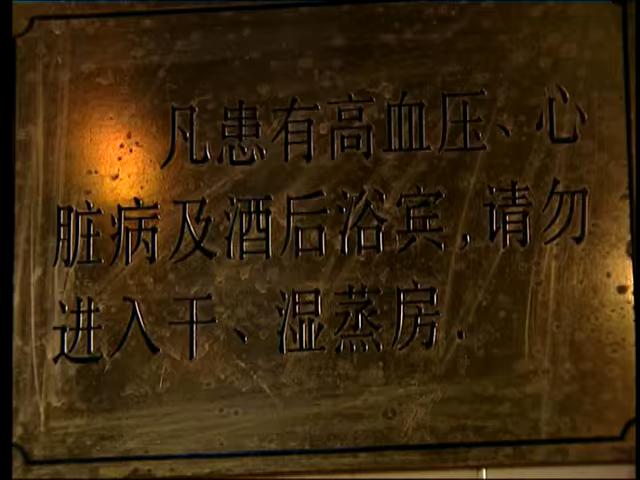 凡患有高血压、心
脏病及酒后浴宾,请勿
进入干、湿蒸房.